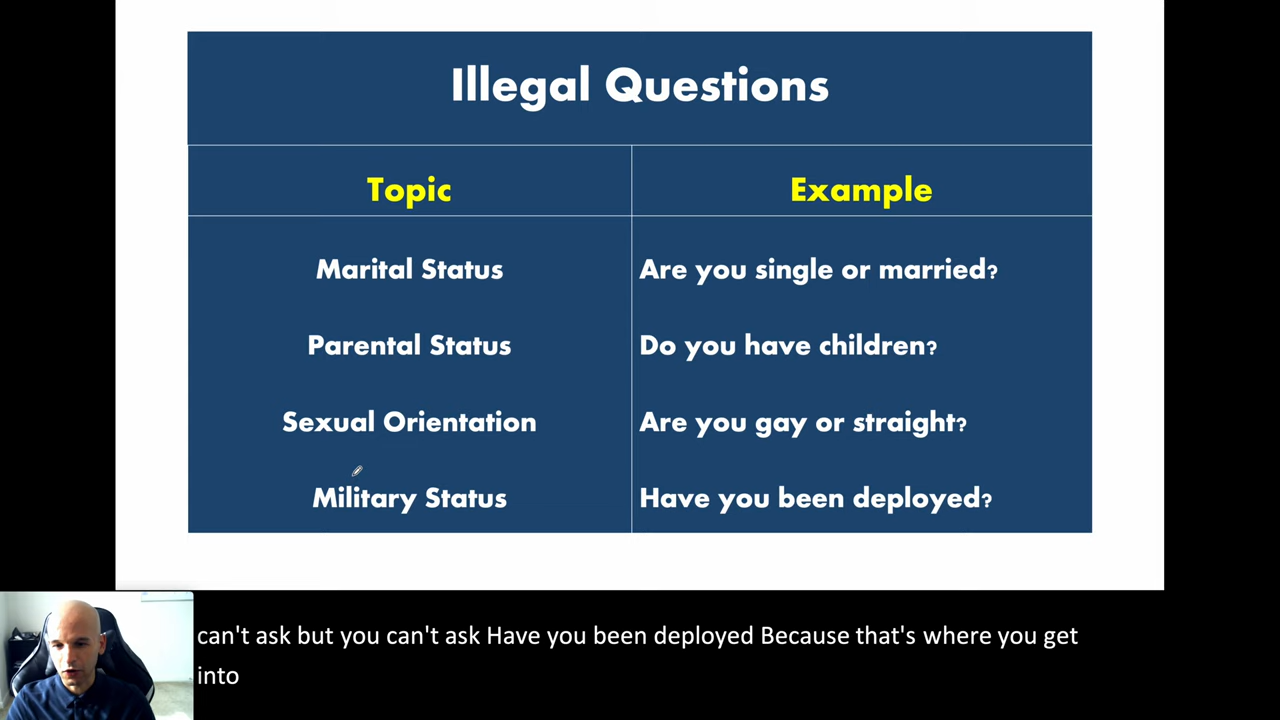 Illegal Questions
Topic
Example
Marital Status
Are you single or married?
Parental Status
Do you have children?
Sexual Orientation
Are you gay or straight?
Military Status
Have you been deployed?
can't ask but you can't ask Have you been deployed Because that's where you get
into